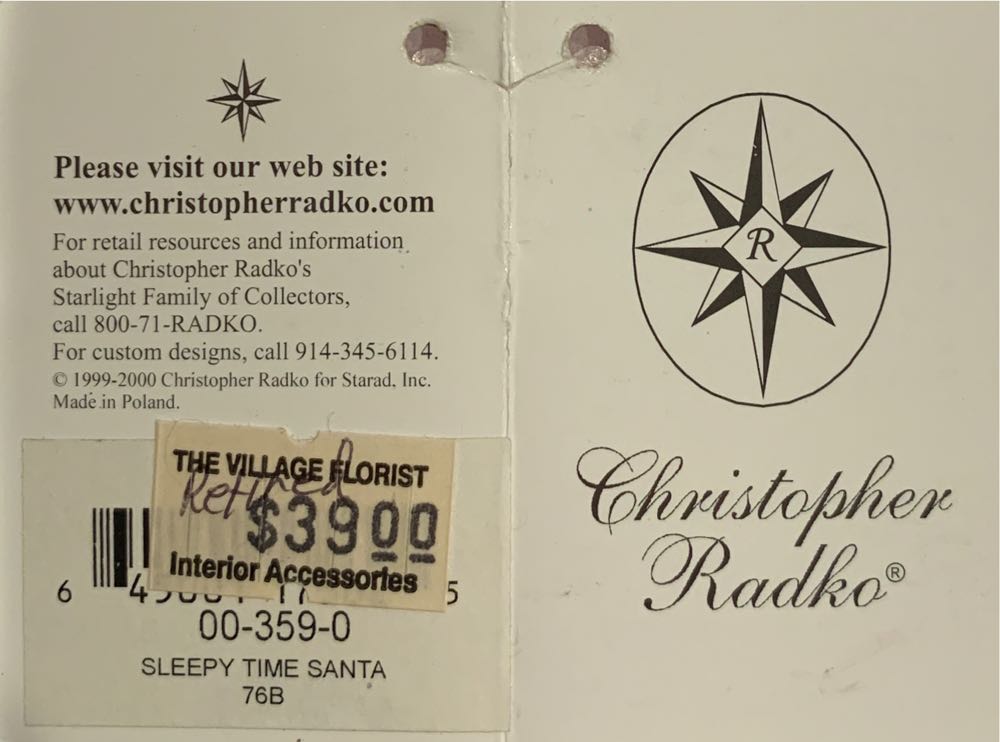 Please visit our web site:
www.christopherradko.com
For retail resources and information
about Christopher Radko's
Starlight Family of Collectors,
call 800-71-RADKO.
For custom designs, call 914-345-6114.
© 1999-2000 Christopher Radko for Starad, Inc.
Made in Poland.
THE VILLAGE FLORIST
Retired
$3900
Interior Accessories
6 5
00-359-0
SLEEPY TIME SANTA
76B
R
Christopher
Radko®